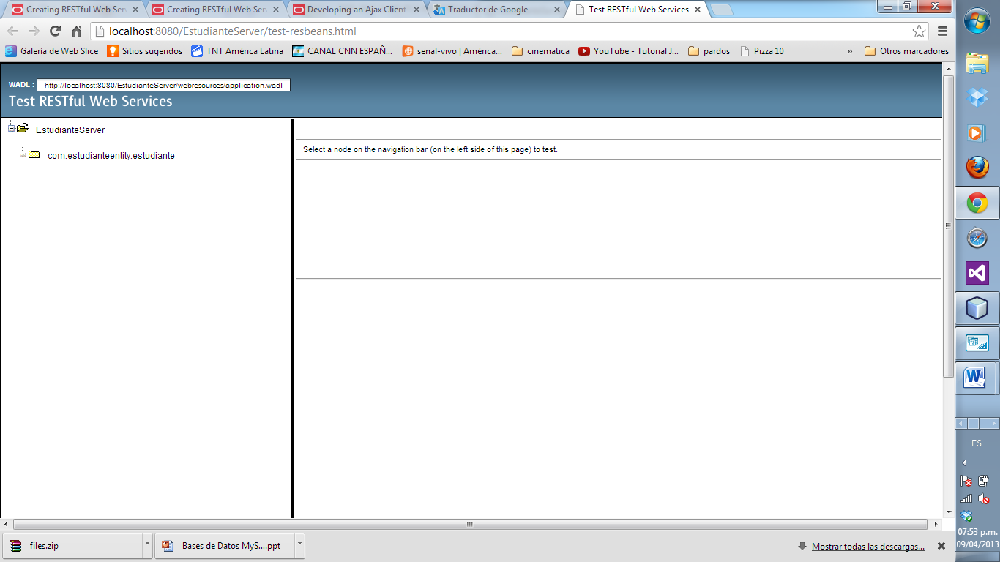 Creating RESTful Web Serv
Creating RESTful Web Serv
Developing an Ajax Client
Traductor de Google
Test RESTful Web Services
localhost:8080/EstudianteServer/test-resbeans.html
Galería de Web Slice
Sitios sugeridos
TNT América Latina
CANAL CNN ESPAÑ...
senal-vivo | América...
cinematica
YouTube - Tutorial J...
pardos
Pizza 10
»
Otros marcadores
WADL : http://localhost:8080/EstudianteServer/webresources/application.wadl
Test RESTful Web Services
EstudianteServer
com.estudianteentity.estudiante
Select a node on the navigation bar (on the left side of this page) to test.
ES
07:53 p.m.
09/04/2013
files.zip
Bases de Datos MyS....ppt
Mostrar todas las descargas...